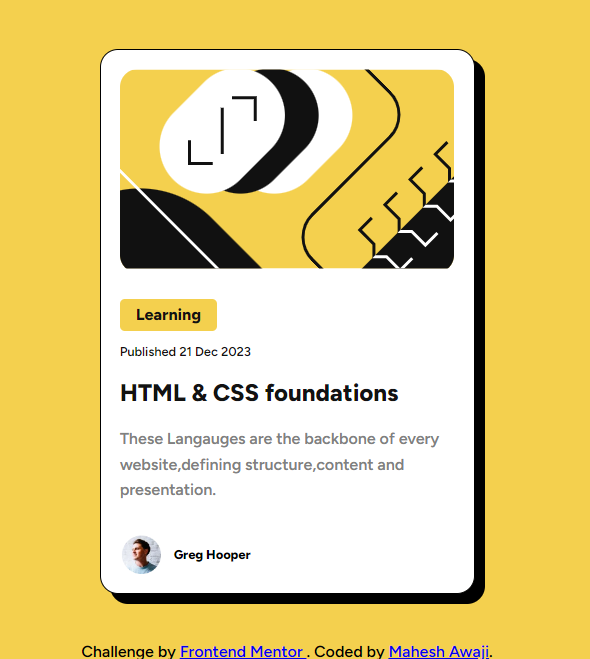 Learning
Published 21 Dec 2023
HTML & CSS foundations
These Langauges are the backbone of every
website,defining structure,content and
presentation.
Greg Hooper
Challenge by Frontend Mentor . Coded by Mahesh Awaji.